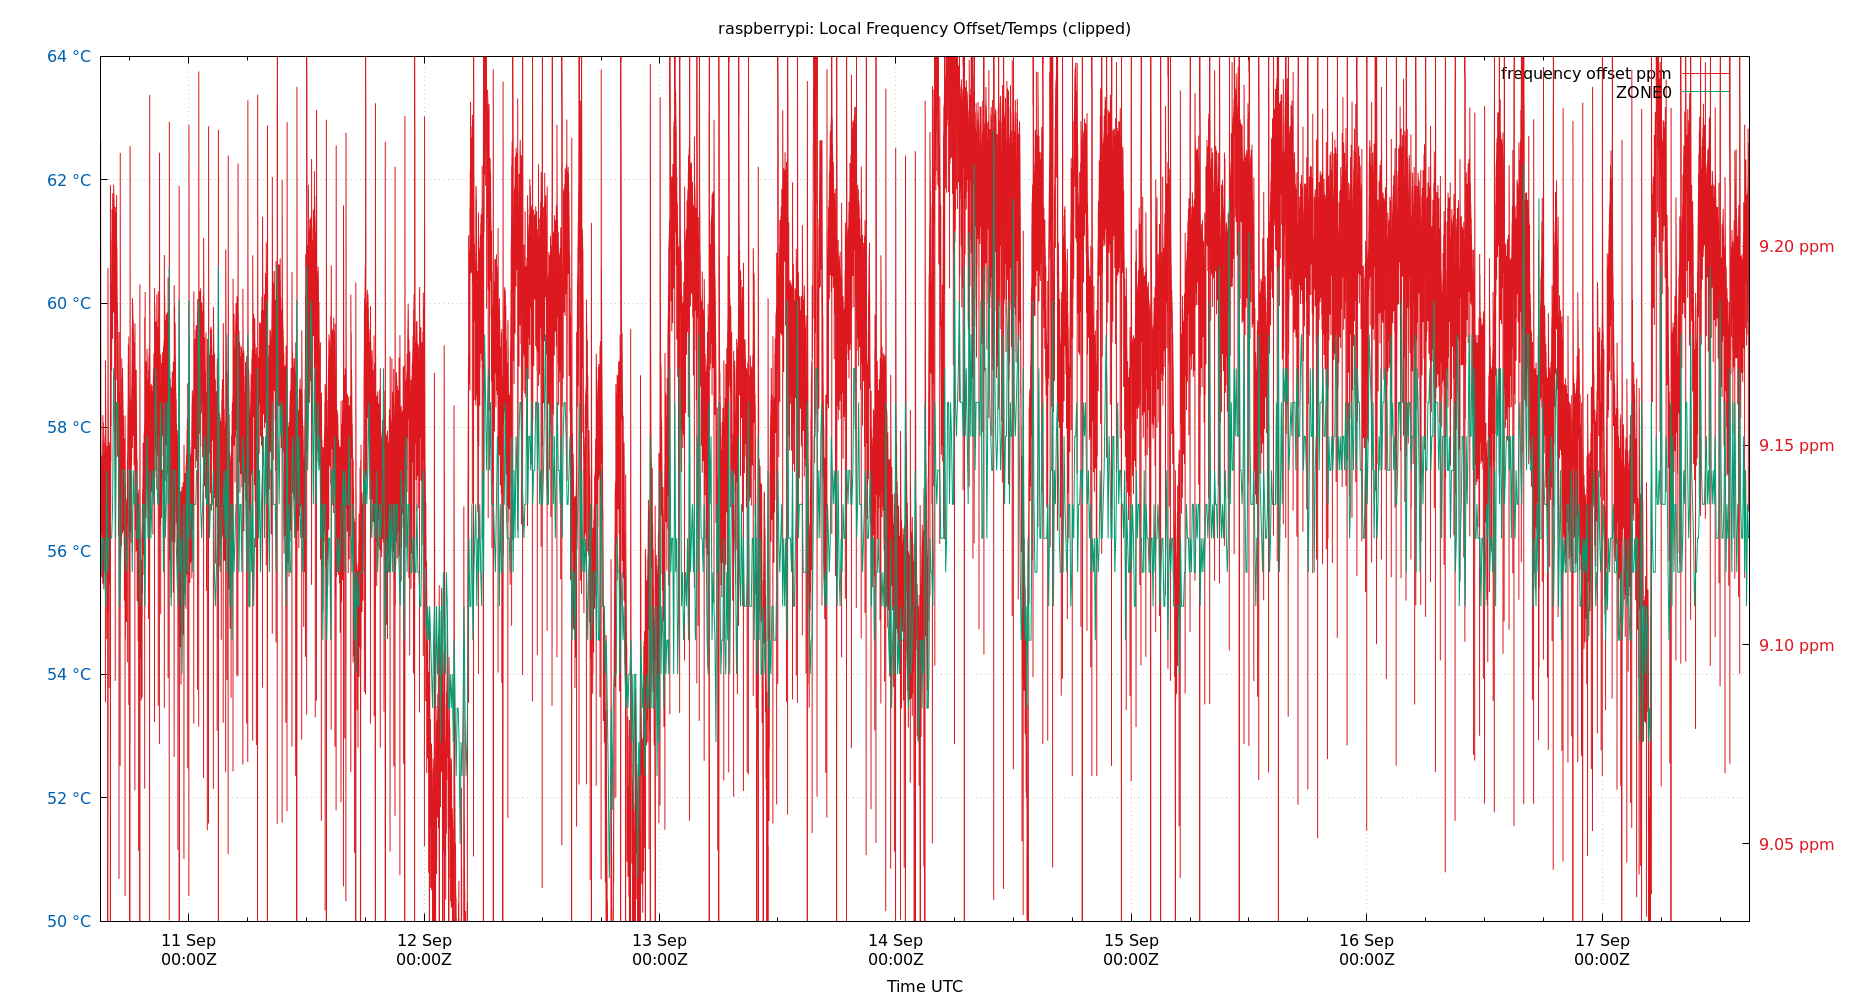 raspberrypi: Local Frequency Offset/Temps (clipped)
64 °C
62 °C
60 °C
58 °C
56 °C
54 °C
52 °C
50 °C
frequency offset ppm
ZONE0
9.20 ppm
9.15 ppm
9.10 ppm
9.05 ppm
11 Sep
00:00Z
12 Sep
00:00Z
13 Sep
00:00Z
14 Sep
00:00Z
15 Sep
00:00Z
16 Sep
00:00Z
17 Sep
00:00Z
Time UTC